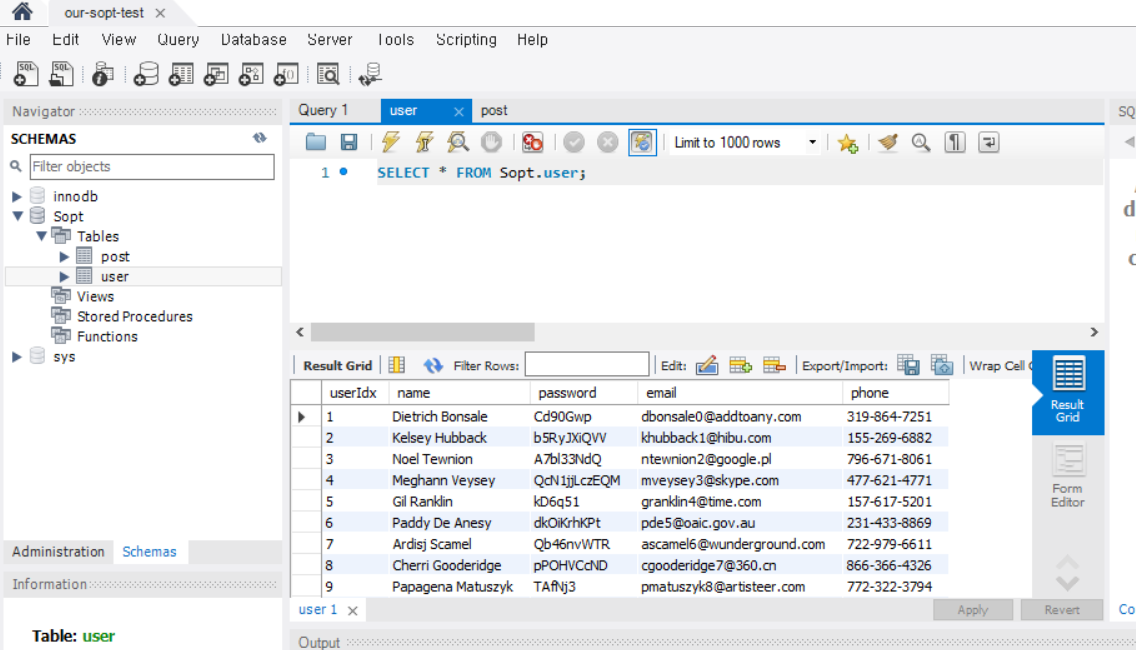 our-sopt-test
File Edit View Query Database Server Tools Scripting Help
Navigator
SCHEMAS
Filter objects
innodb
Sopt
Tables
post
user
Views
Stored Procedures
Functions
sys
Administration Schemas
Information
Table: user
Query 1 user post
Limit to 1000 rows
1 SELECT * FROM Sopt.user;
Result Grid Filter Rows: Edit: Export/Import: Wrap Cell
userIdx name password email phone
1 Dietrich Bonsale Cd90Gwp dbonsale0@addtoany.com 319-864-7251
2 Kelsey Hubback b5RyJXiQVV khubback1@hibu.com 155-269-6882
3 Noel Tewnion A7bl33NdQ ntewnion2@google.pl 796-671-8061
4 Meghann Veysey QcN1jjLczEQM mveysey3@skype.com 477-621-4771
5 Gil Ranklin kD6q51 granklin4@time.com 157-617-5201
6 Paddy De Anesy dkOiKrhKPt pde5@oaic.gov.au 231-433-8869
7 Ardisj Scamel Qb46nvWTR ascamel6@wunderground.com 722-979-6611
8 Cherri Gooderidge pPOHVCcND cgooderidge7@360.cn 866-366-4326
9 Papagena Matuszyk TAfNj3 pmatuszyk8@artisteer.com 772-322-3794
Result
Grid
Form
Editor
user 1
Apply Revert
Output
SQ
d
c
Co